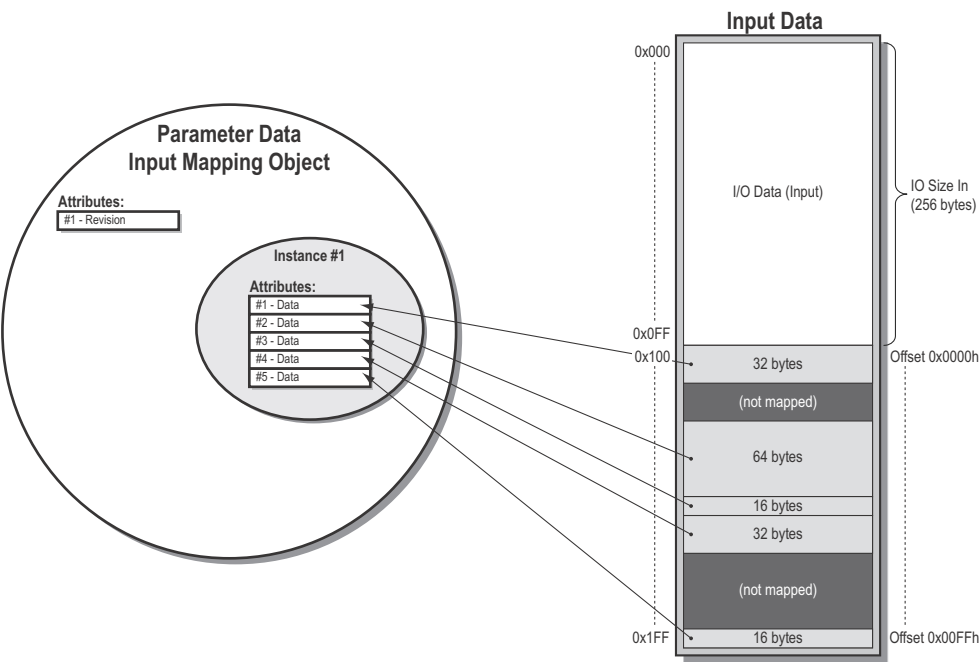 Input Data
0x000
Parameter Data
Input Mapping Object
Attributes:
#1 - Revision
Instance #1
Attributes:
#1 - Data
#2 - Data
#3 - Data
#4 - Data
#5 - Data
I/O Data (Input)
IO Size In
(256 bytes)
0x0FF
0x100
32 bytes
Offset 0x0000h
(not mapped)
64 bytes
16 bytes
32 bytes
(not mapped)
0x1FF
16 bytes
Offset 0x00FFh